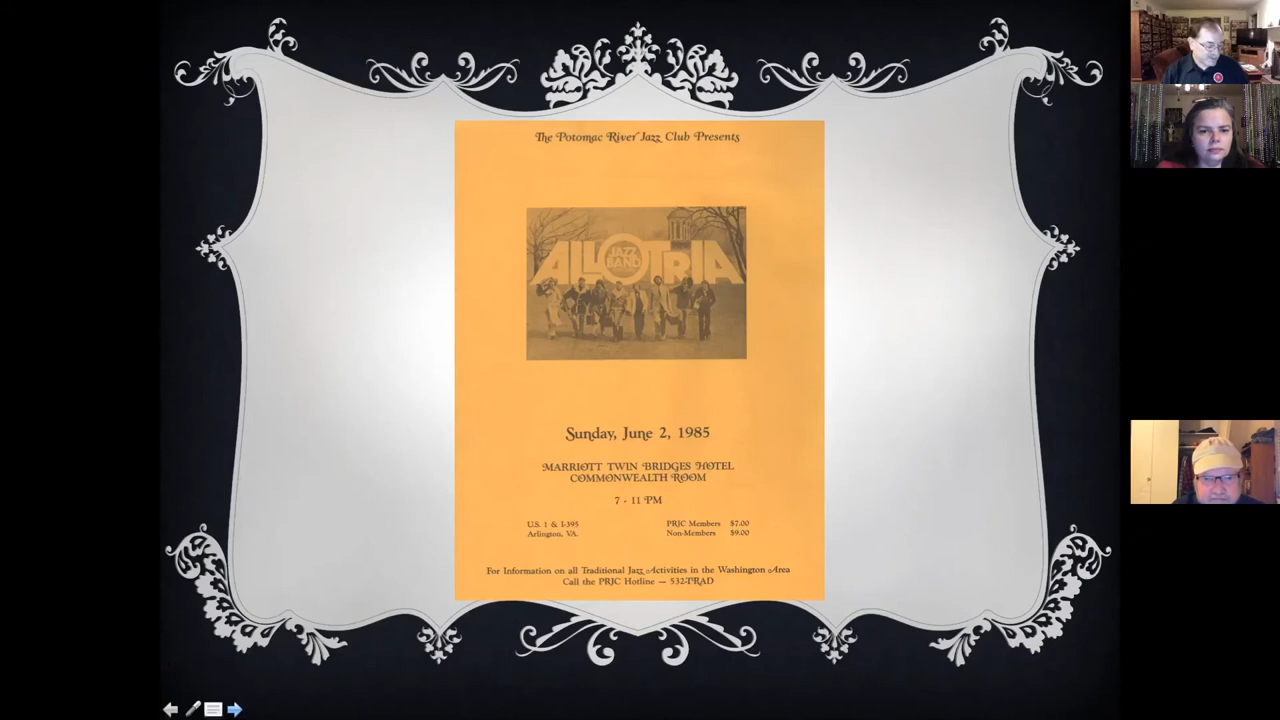 The Potomac River Jazz Club Presents
ALLOTRIA
JAZZ
BAND
Sunday, June 2, 1985
MARRIOTT TWIN BRIDGES HOTEL
COMMONWEALTH ROOM
7 - 11 PM
U.S. 1 & I-395
Arlington, VA.
PRJC Members $7.00
Non-Members $9.00
For Information on all Traditional Jazz Activities in the Washington Area
Call the PRJC Hotline — 532-TRAD